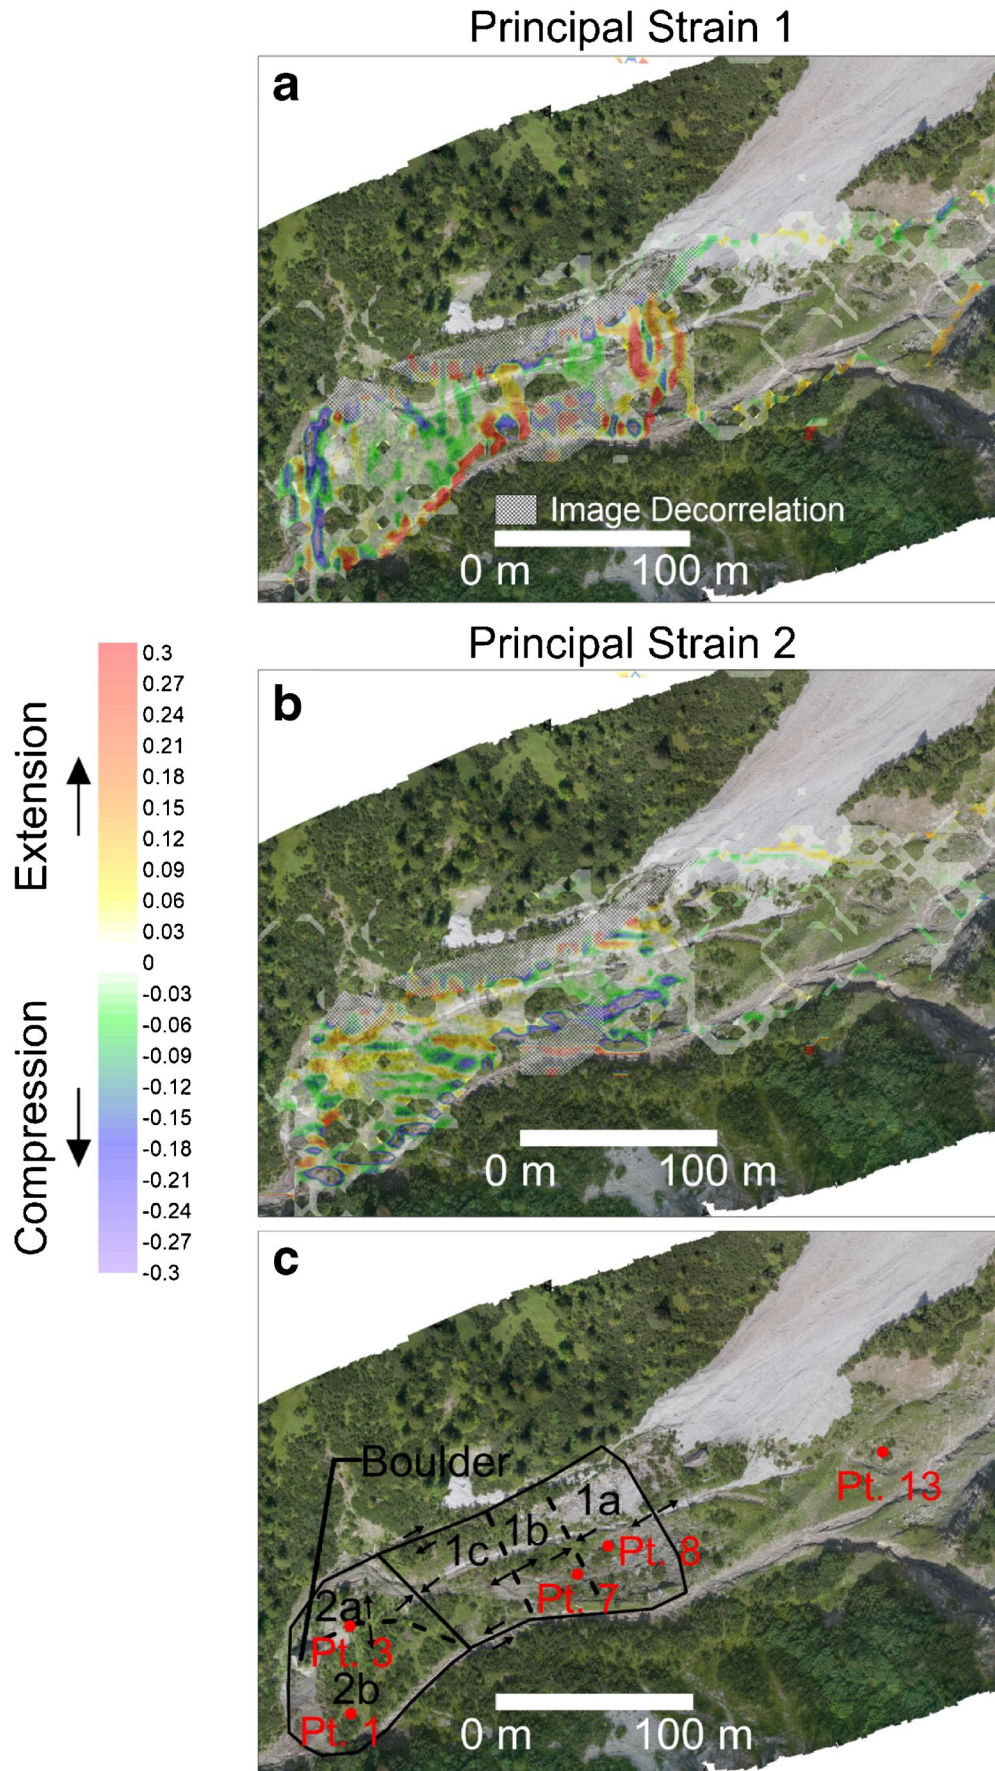 Principal Strain 1
a
Image Decorrelation
0 m 100 m
Principal Strain 2
b
0 m 100 m
Extension
Compression
0.3
0.27
0.24
0.21
0.18
0.15
0.12
0.09
0.06
0.03
0
-0.03
-0.06
-0.09
-0.12
-0.15
-0.18
-0.21
-0.24
-0.27
-0.3
c
Boulder
1a
1b
1c
Pt. 13
Pt. 8
Pt. 7
2a
Pt. 3
2b
Pt. 1
0 m 100 m